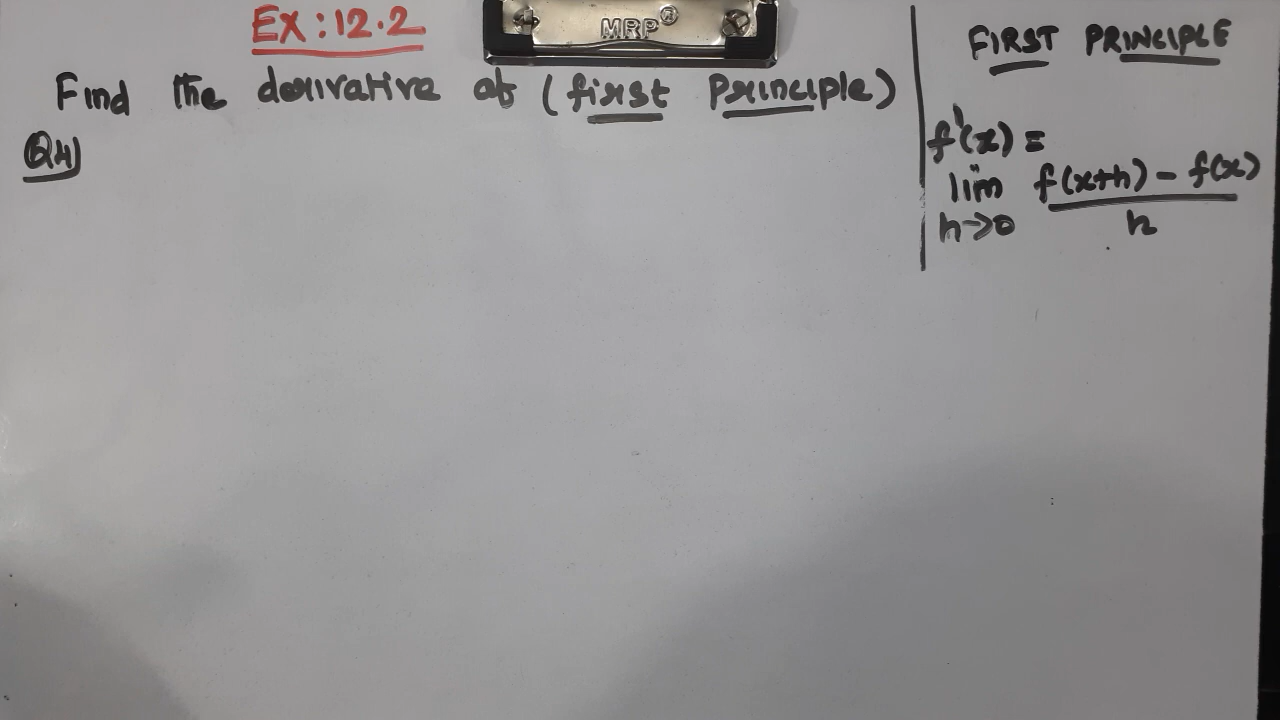 EX : 12.2
MRP®
Find the derivative of (first principle)
Q4)
FIRST PRINCIPLE
f'(x) =
lim f(x+h) - f(x)
h→0 h